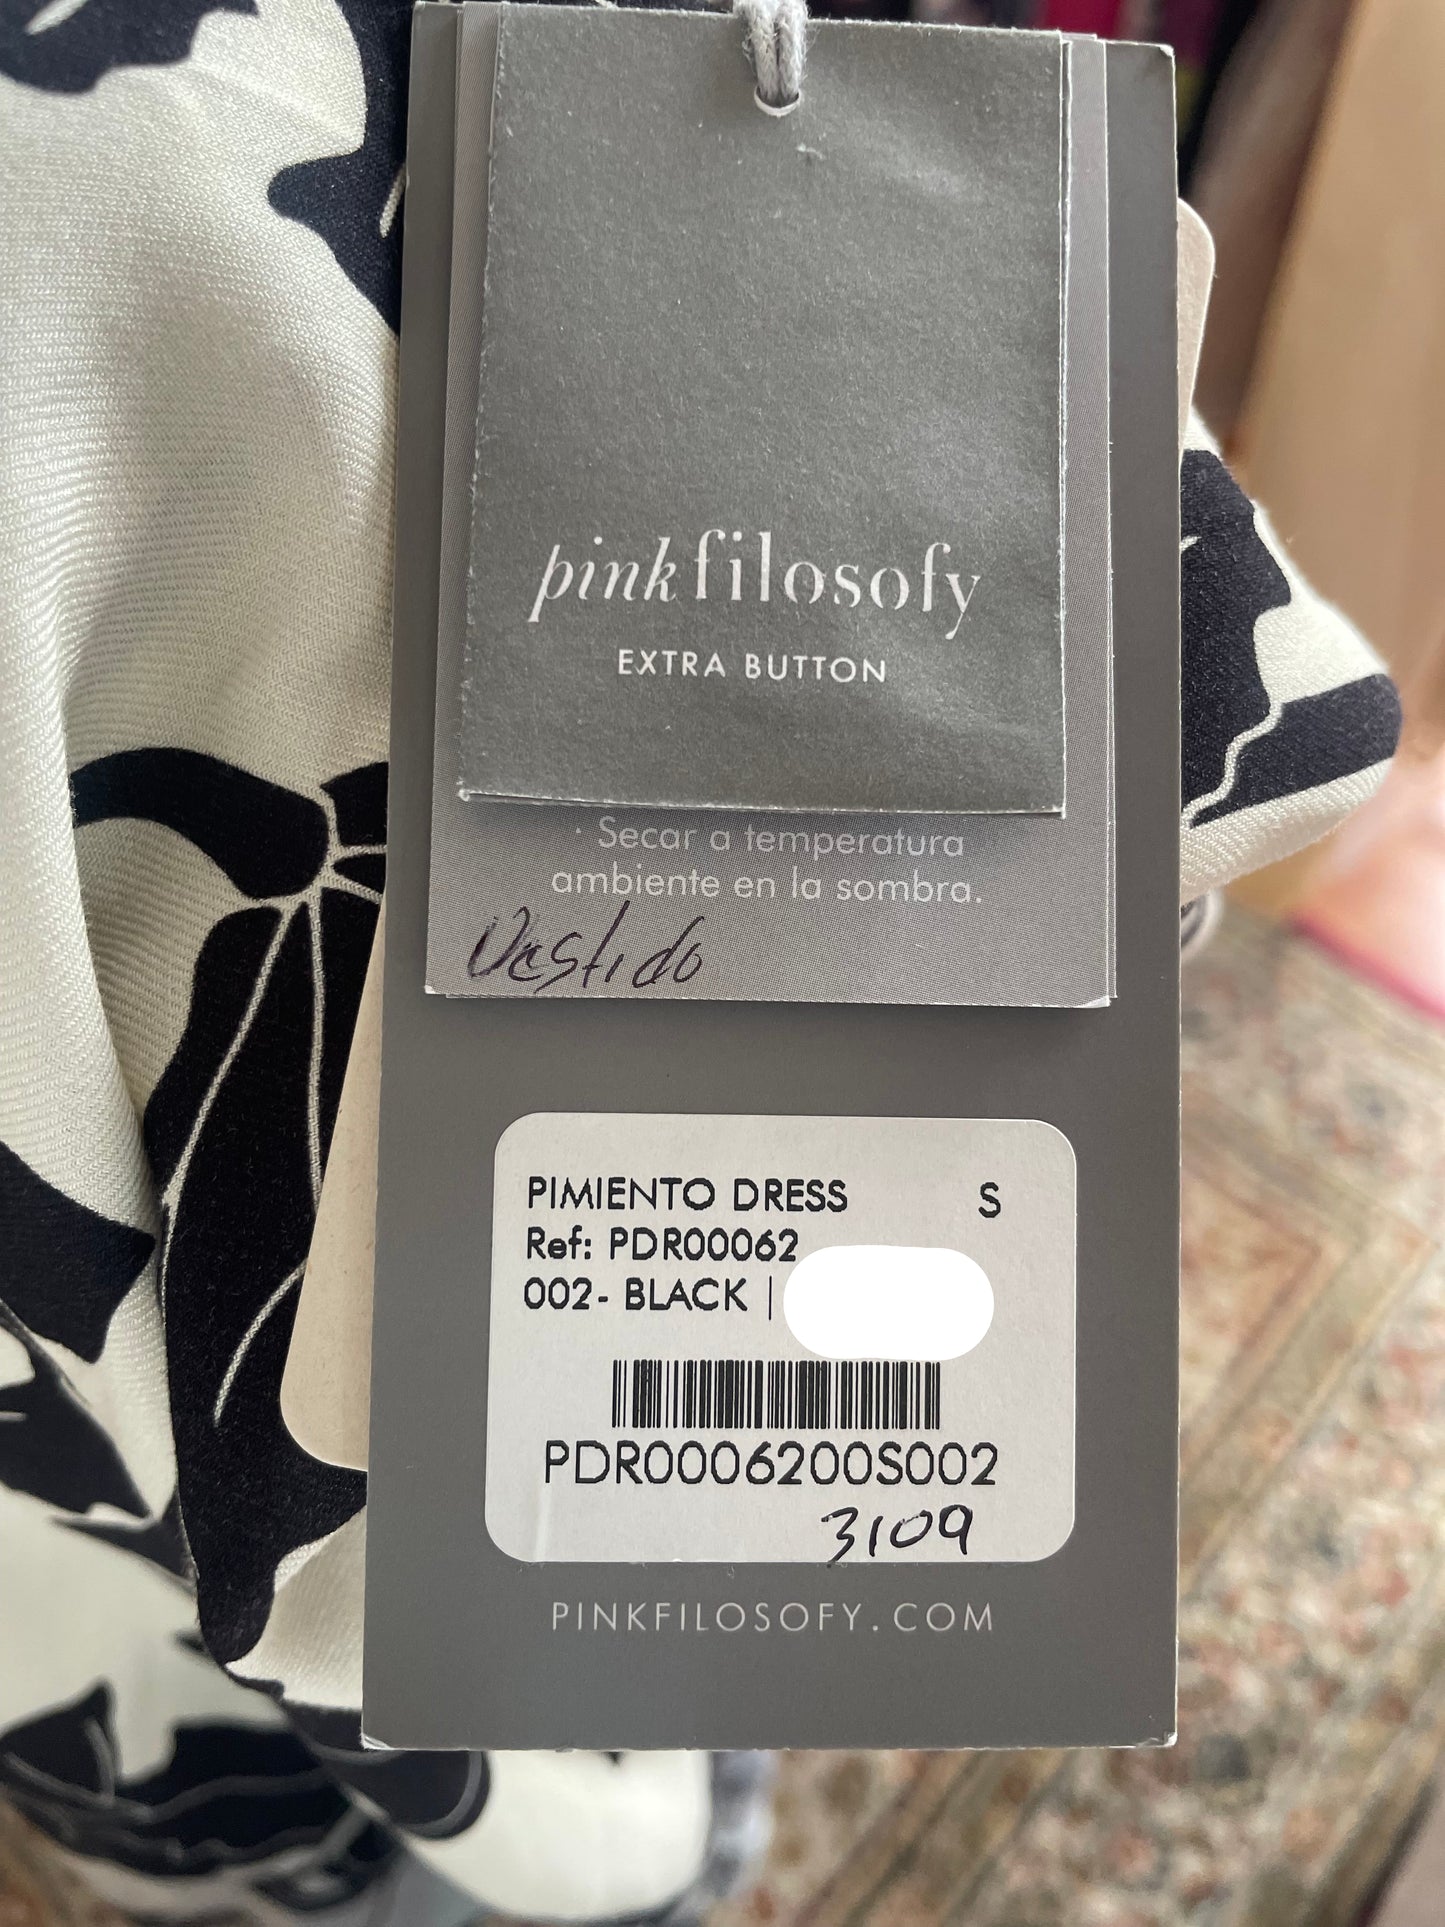 pinkfilosofy
EXTRA BUTTON
· Secar a temperatura
ambiente en la sombra.
Vestido
PIMIENTO DRESS S
Ref: PDR00062
002- BLACK |
PDR0006200S002
3109
PINKFILOSOFY.COM